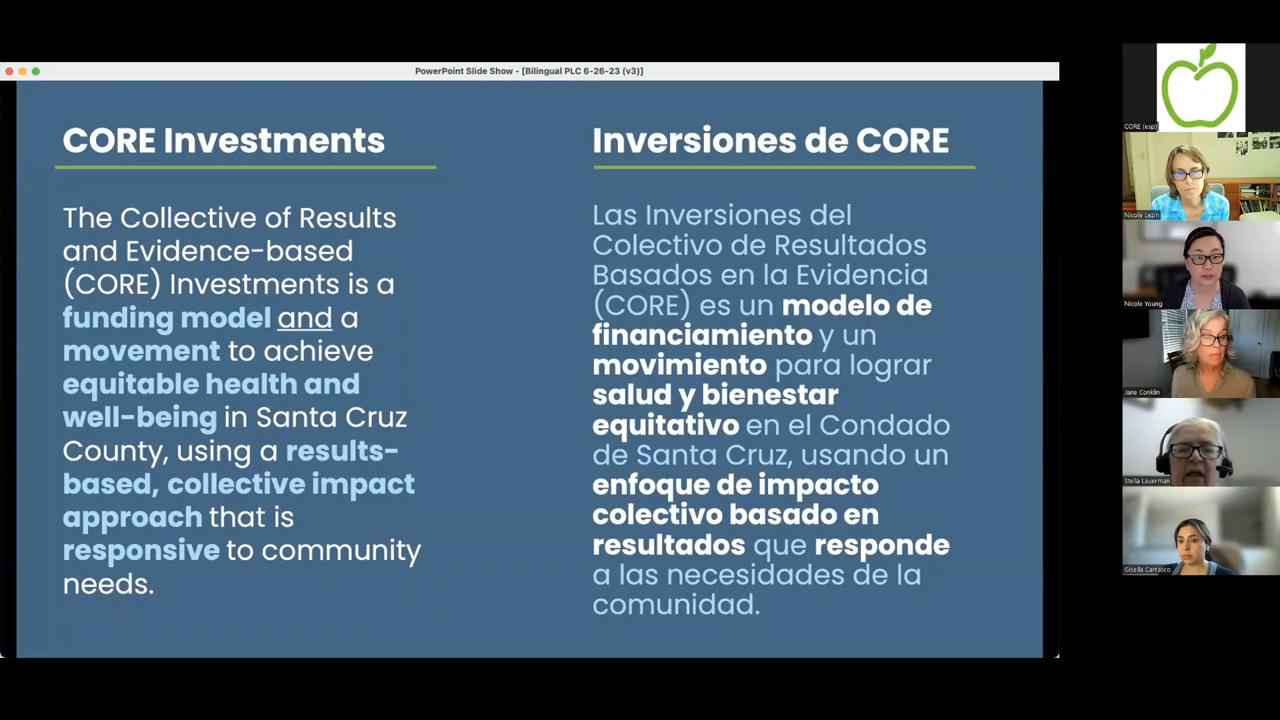 PowerPoint Slide Show - [Bilingual PLC 6-26-23 (v3)]
CORE Investments
The Collective of Results
and Evidence-based
(CORE) Investments is a
funding model and a
movement to achieve
equitable health and
well-being in Santa Cruz
County, using a results-
based, collective impact
approach that is
responsive to community
needs.
Inversiones de CORE
Las Inversiones del
Colectivo de Resultados
Basados en la Evidencia
(CORE) es un modelo de
financiamiento y un
movimiento para lograr
salud y bienestar
equitativo en el Condado
de Santa Cruz, usando un
enfoque de impacto
colectivo basado en
resultados que responde
a las necesidades de la
comunidad.
CORE (esp)
Nicole Lezin
Nicole Young
Jane Conklin
Stella Lauerman
Gisella Carrasco